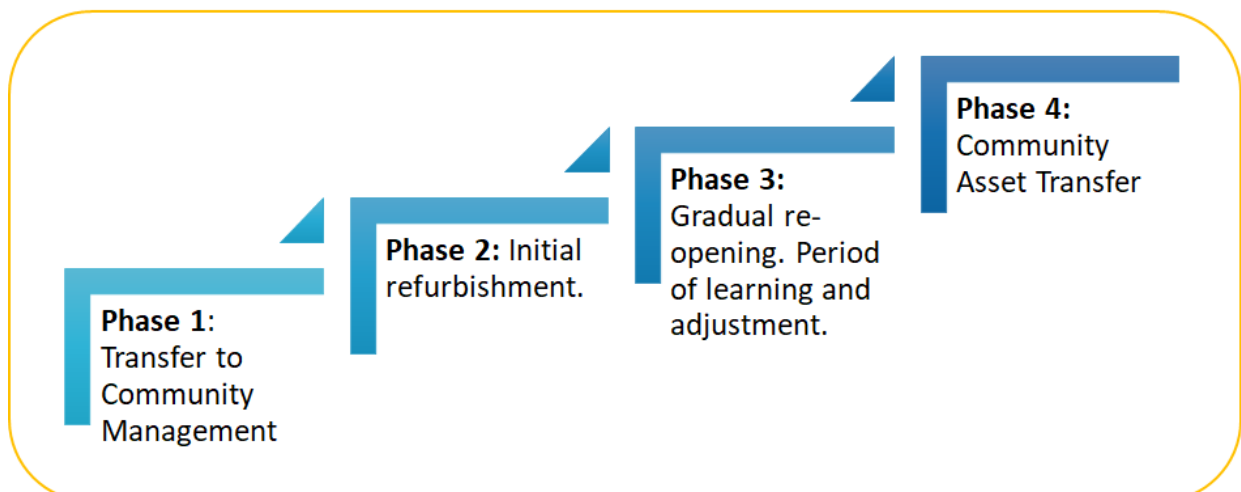 Phase 1:
Transfer to
Community
Management
Phase 2: Initial
refurbishment.
Phase 3:
Gradual re-
opening. Period
of learning and
adjustment.
Phase 4:
Community
Asset Transfer